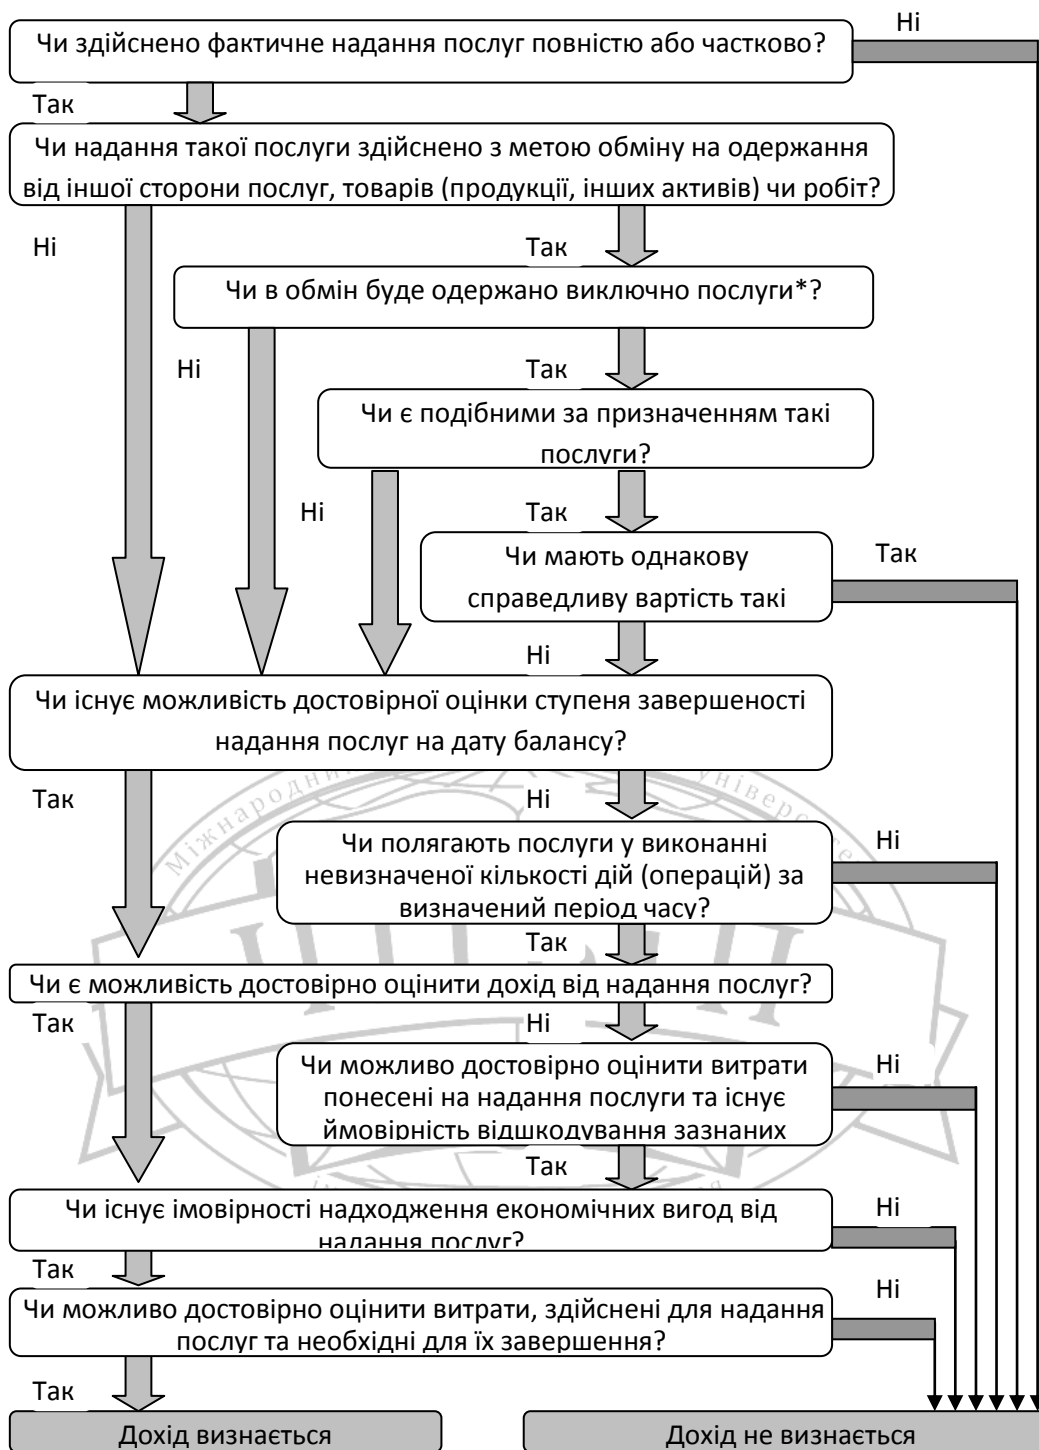 Ні
Чи здійснено фактичне надання послуг повністю або частково?
Так
Чи надання такої послуги здійснено з метою обміну на одержання
від іншої сторони послуг, товарів (продукції, інших активів) чи робіт?
Ні
Так
Чи в обмін буде одержано виключно послуги*?
Ні
Так
Чи є подібними за призначенням такі
послуги?
Ні
Так
Чи мають однакову
справедливу вартість такі
Так
Ні
Чи існує можливість достовірної оцінки ступеня завершеності
надання послуг на дату балансу?
Так
Ні
Чи полягають послуги у виконанні
невизначеної кількості дій (операцій) за
визначений період часу?
Ні
Так
Чи є можливість достовірно оцінити дохід від надання послуг?
Так
Ні
Чи можливо достовірно оцінити витрати
понесені на надання послуги та існує
ймовірність відшкодування зазнаних
Ні
Так
Чи існує імовірності надходження економічних вигод від
надання послуг?
Ні
Так
Чи можливо достовірно оцінити витрати, здійснені для надання
послуг та необхідні для їх завершення?
Ні
Так
Дохід визнається
Дохід не визнається